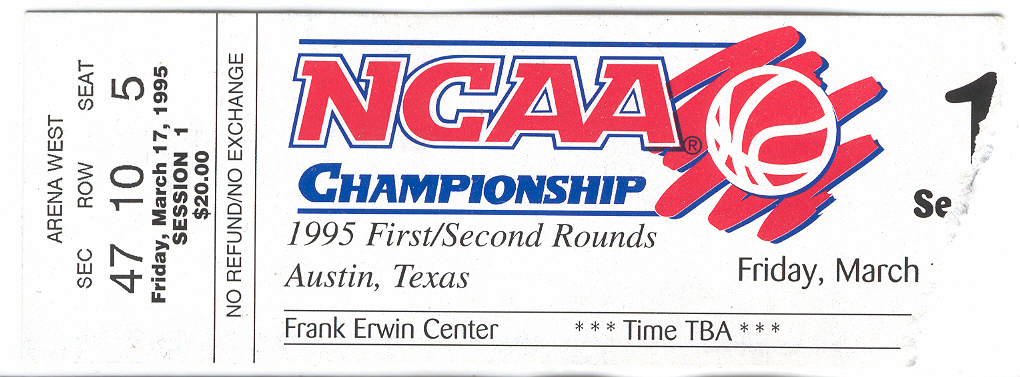 ARENA WEST
SEC ROW SEAT
47 10 5
Friday, March 17, 1995
SESSION 1
$20.00
NO REFUND/NO EXCHANGE
NCAA®
CHAMPIONSHIP
1995 First/Second Rounds
Austin, Texas
Frank Erwin Center *** Time TBA ***
1
Se
Friday, March